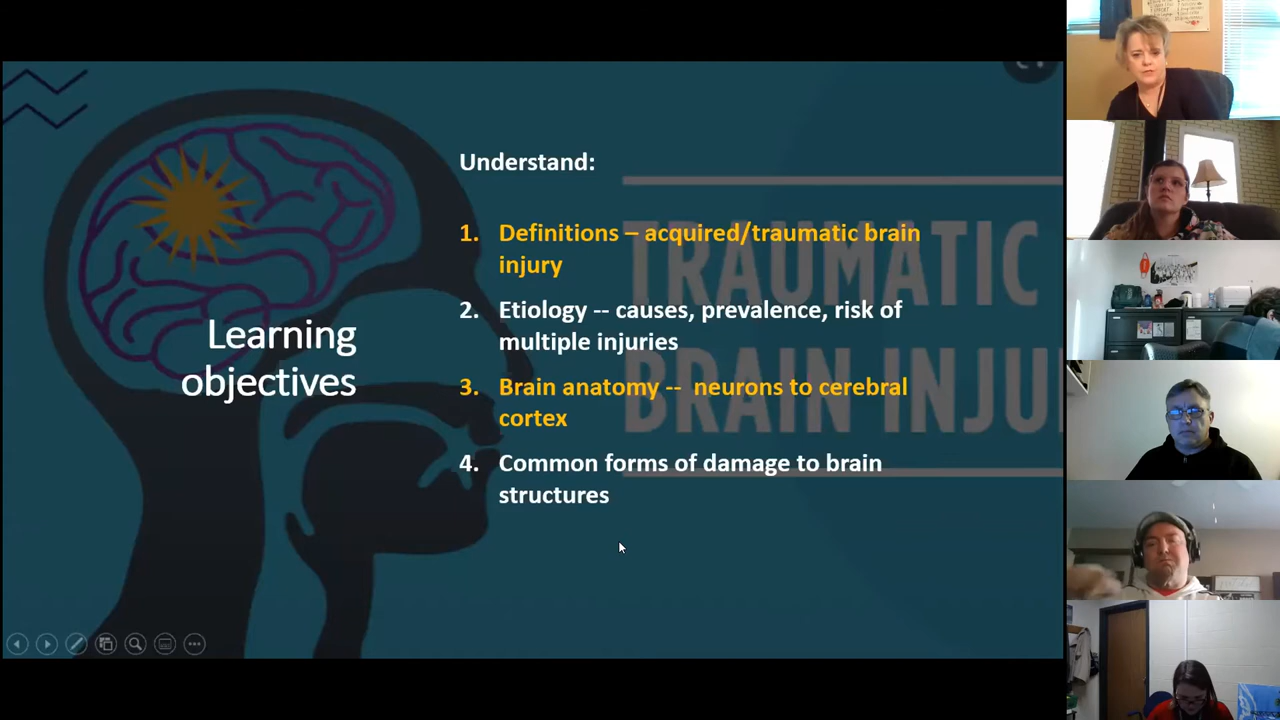 Understand:
1. Definitions – acquired/traumatic brain
injury
2. Etiology -- causes, prevalence, risk of
multiple injuries
3. Brain anatomy -- neurons to cerebral
cortex
4. Common forms of damage to brain
structures
Learning
objectives
TRAUMATIC
BRAIN INJU